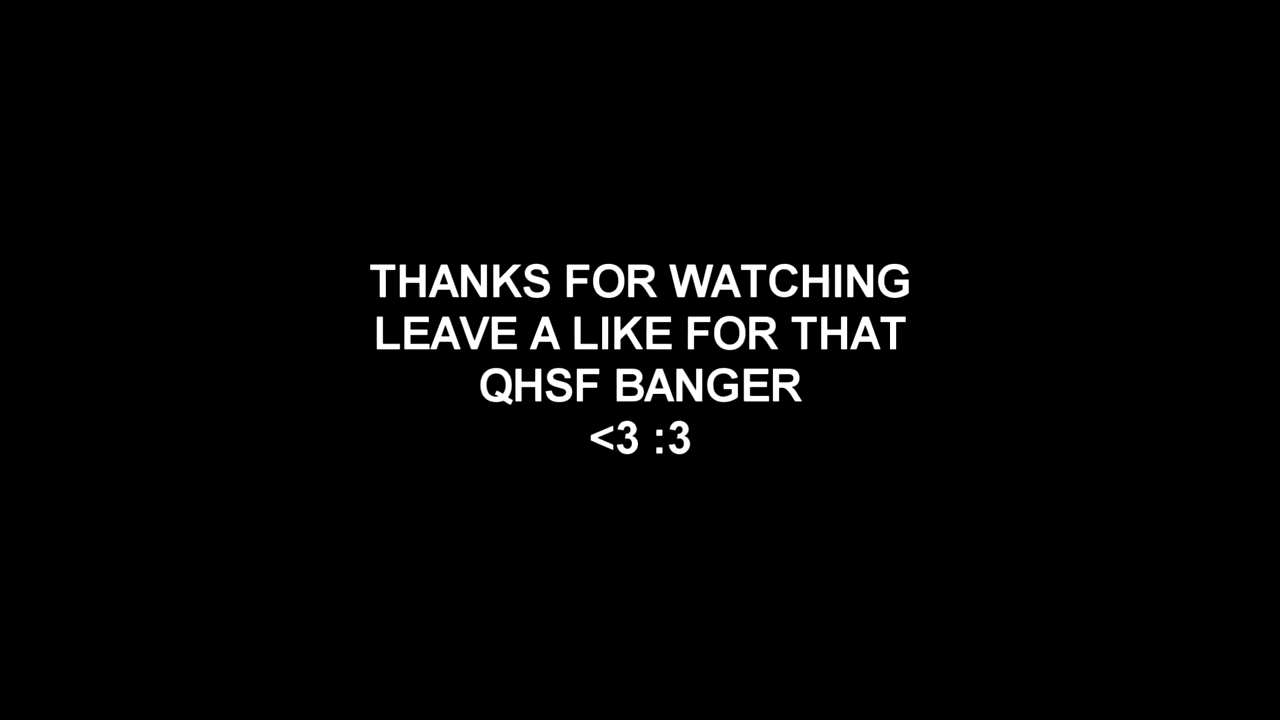 THANKS FOR WATCHING
LEAVE A LIKE FOR THAT
QHSF BANGER
<3 :3